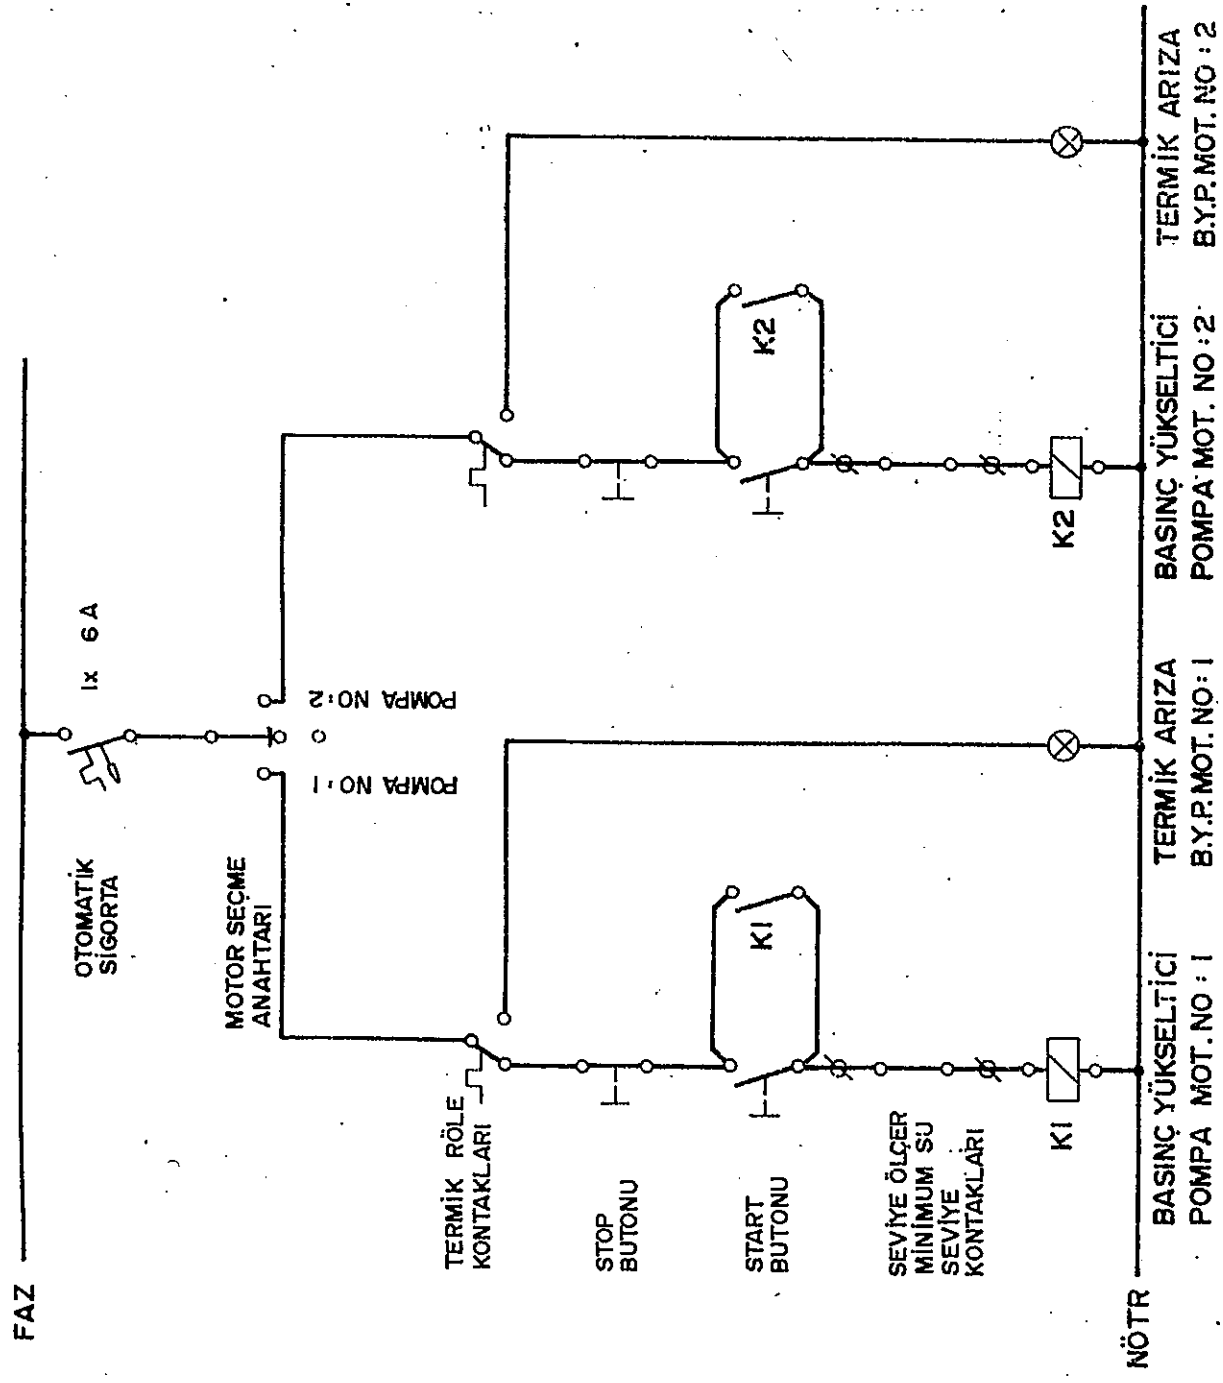 FAZ
OTOMATİK
SİGORTA
1x 6 A
MOTOR SEÇME
ANAHTARI
POMPA NO:1
POMPA NO:2
TERMİK RÖLE
KONTAKLARI
STOP
BUTONU
START
BUTONU
K1
K2
SEVİYE ÖLÇER
MİNİMUM SU
SEVİYE
KONTAKLARI
K1
K2
NÖTR
BASINÇ YÜKSELTİCİ
POMPA MOT. NO : 1
TERMİK ARIZA
B.Y.P. MOT. NO : 1
BASINÇ YÜKSELTİCİ
POMPA MOT. NO : 2
TERMİK ARIZA
B.Y.P. MOT. NO : 2